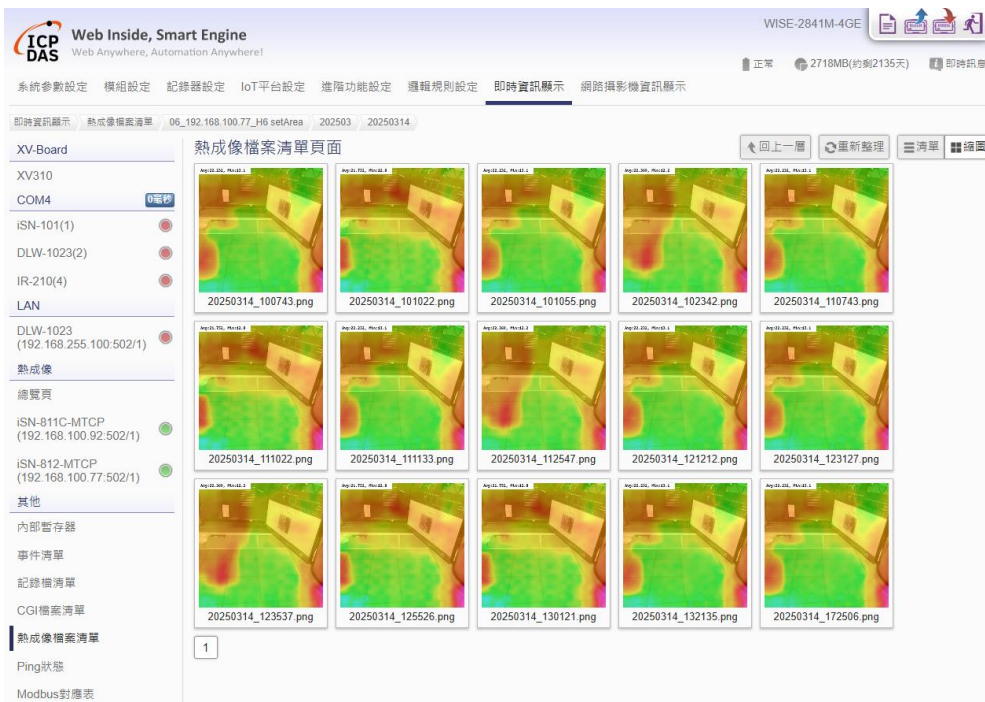 ICP
DAS
Web Inside, Smart Engine
Web Anywhere, Automation Anywhere!
WISE-2841M-4GE
正常
2718MB(約剩2135天)
即時訊息
系統參數設定 模組設定 記錄器設定 IoT平台設定 進階功能設定 邏輯規則設定 即時資訊顯示 網路攝影機資訊顯示
即時資訊顯示 熱成像檔案清單 06_192.168.100.77_H6 setArea 202503 20250314
XV-Board
XV310
COM4 0毫秒
iSN-101(1)
DLW-1023(2)
IR-210(4)
LAN
DLW-1023
(192.168.255.100:502/1)
熱成像
總覽頁
iSN-811C-MTCP
(192.168.100.92:502/1)
iSN-812-MTCP
(192.168.100.77:502/1)
其他
內部暫存器
事件清單
記錄檔清單
CGI檔案清單
熱成像檔案清單
Ping狀態
Modbus對應表
熱成像檔案清單頁面
回上一層 重新整理 清單 縮圖
20250314_100743.png 20250314_101022.png 20250314_101055.png 20250314_102342.png 20250314_110743.png
20250314_111022.png 20250314_111133.png 20250314_112547.png 20250314_121212.png 20250314_123127.png
20250314_123537.png 20250314_125526.png 20250314_130121.png 20250314_132135.png 20250314_172506.png
1